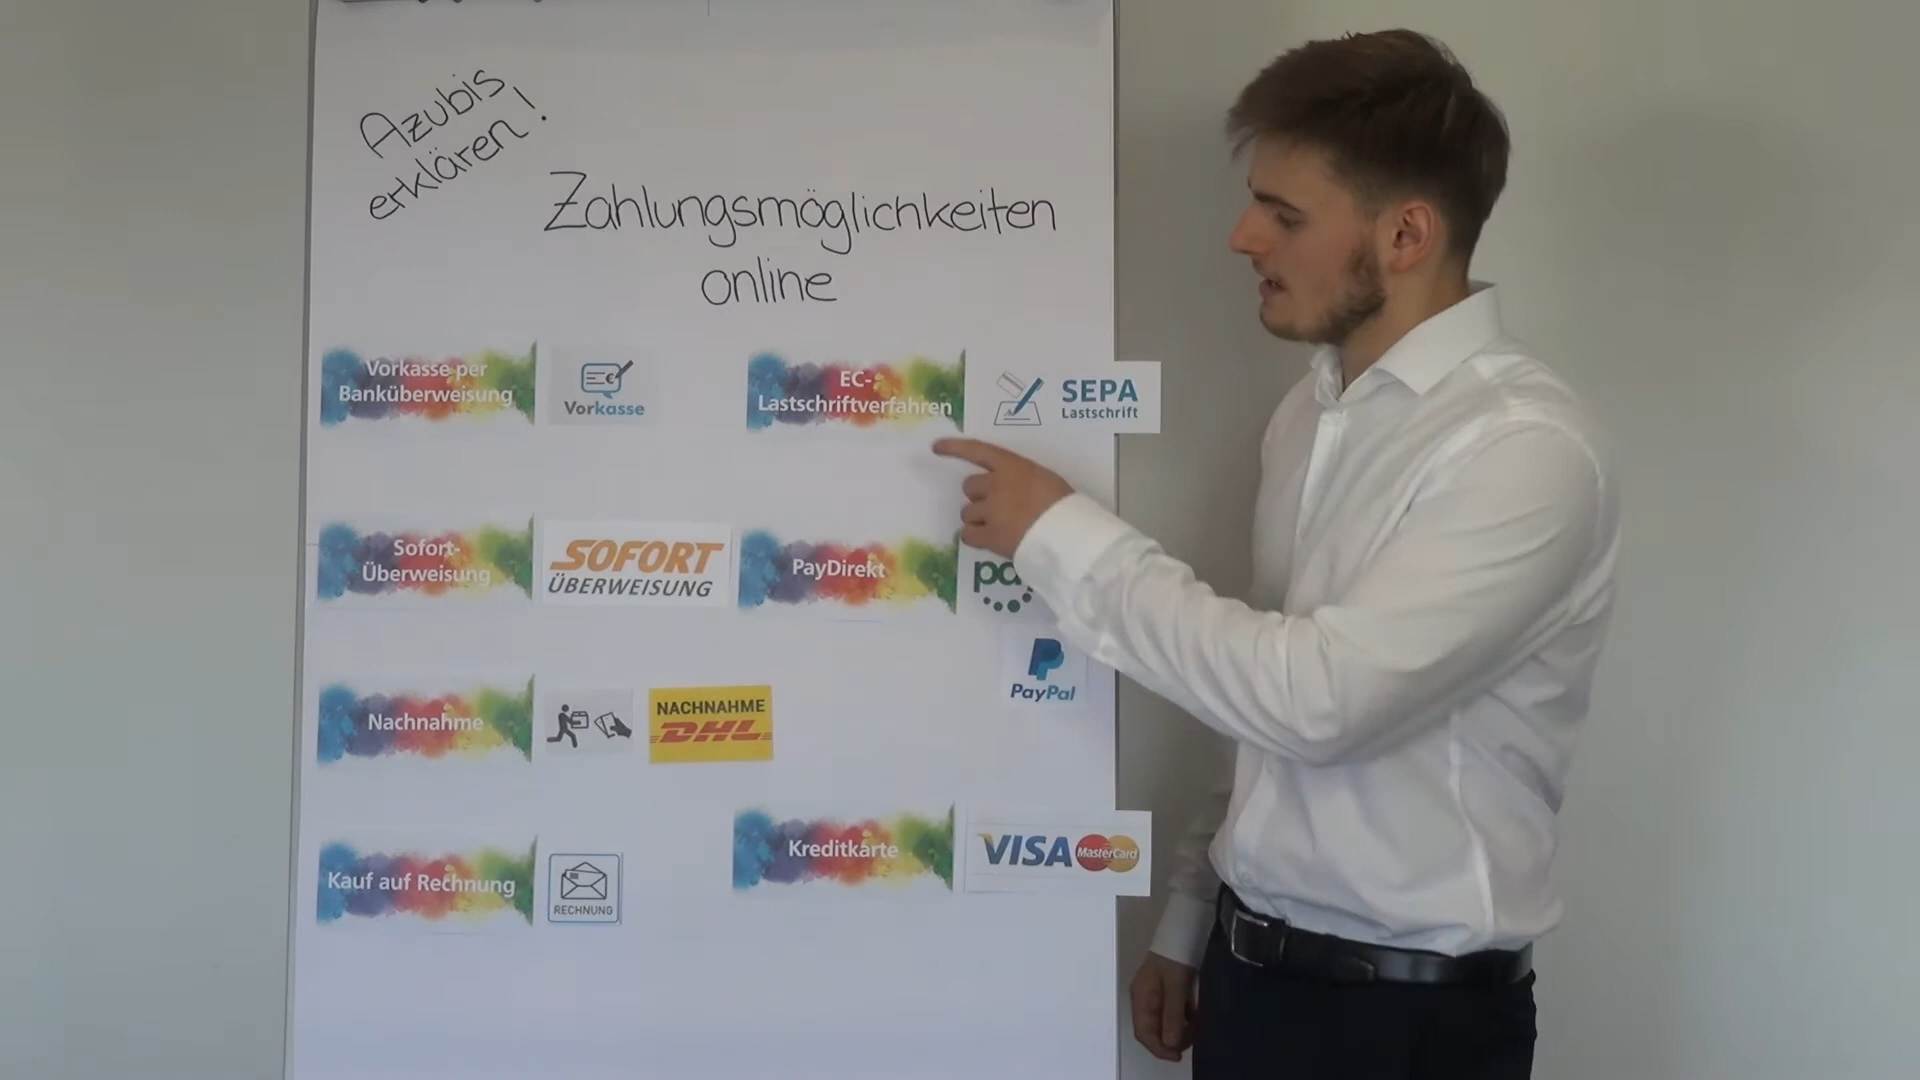 Azubis
erklären!
Zahlungsmöglichkeiten
online
Vorkasse per
Banküberweisung
Vorkasse
EC-
Lastschriftverfahren
SEPA
Lastschrift
Sofort-
Überweisung
SOFORT
ÜBERWEISUNG
PayDirekt
PayPal
Nachnahme
NACHNAHME
DHL
Kreditkarte
VISA
MasterCard
Kauf auf Rechnung
RECHNUNG